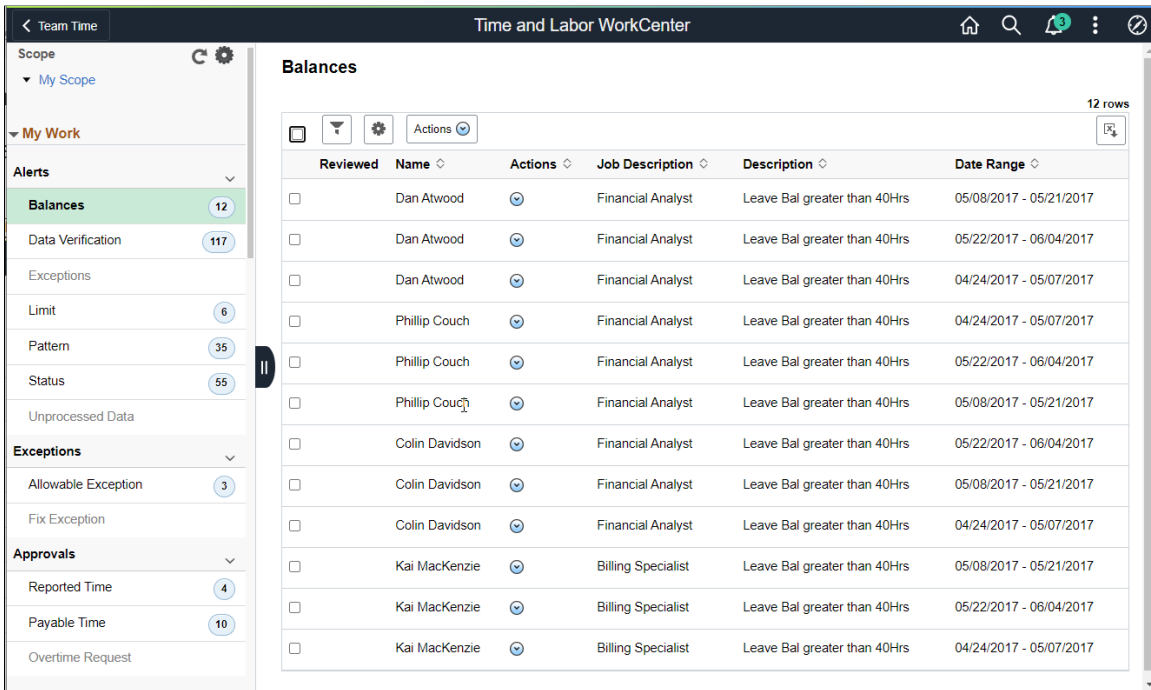 Team Time
Time and Labor WorkCenter
3
Scope
My Scope
My Work
Alerts
Balances 12
Data Verification 117
Exceptions
Limit 6
Pattern 35
Status 55
Unprocessed Data
Exceptions
Allowable Exception 3
Fix Exception
Approvals
Reported Time 4
Payable Time 10
Overtime Request
Balances
12 rows
Actions
Reviewed Name Actions Job Description Description Date Range
Dan Atwood Financial Analyst Leave Bal greater than 40Hrs 05/08/2017 - 05/21/2017
Dan Atwood Financial Analyst Leave Bal greater than 40Hrs 05/22/2017 - 06/04/2017
Dan Atwood Financial Analyst Leave Bal greater than 40Hrs 04/24/2017 - 05/07/2017
Phillip Couch Financial Analyst Leave Bal greater than 40Hrs 04/24/2017 - 05/07/2017
Phillip Couch Financial Analyst Leave Bal greater than 40Hrs 05/22/2017 - 06/04/2017
Phillip Couch Financial Analyst Leave Bal greater than 40Hrs 05/08/2017 - 05/21/2017
Colin Davidson Financial Analyst Leave Bal greater than 40Hrs 05/22/2017 - 06/04/2017
Colin Davidson Financial Analyst Leave Bal greater than 40Hrs 05/08/2017 - 05/21/2017
Colin Davidson Financial Analyst Leave Bal greater than 40Hrs 04/24/2017 - 05/07/2017
Kai MacKenzie Billing Specialist Leave Bal greater than 40Hrs 05/08/2017 - 05/21/2017
Kai MacKenzie Billing Specialist Leave Bal greater than 40Hrs 05/22/2017 - 06/04/2017
Kai MacKenzie Billing Specialist Leave Bal greater than 40Hrs 04/24/2017 - 05/07/2017